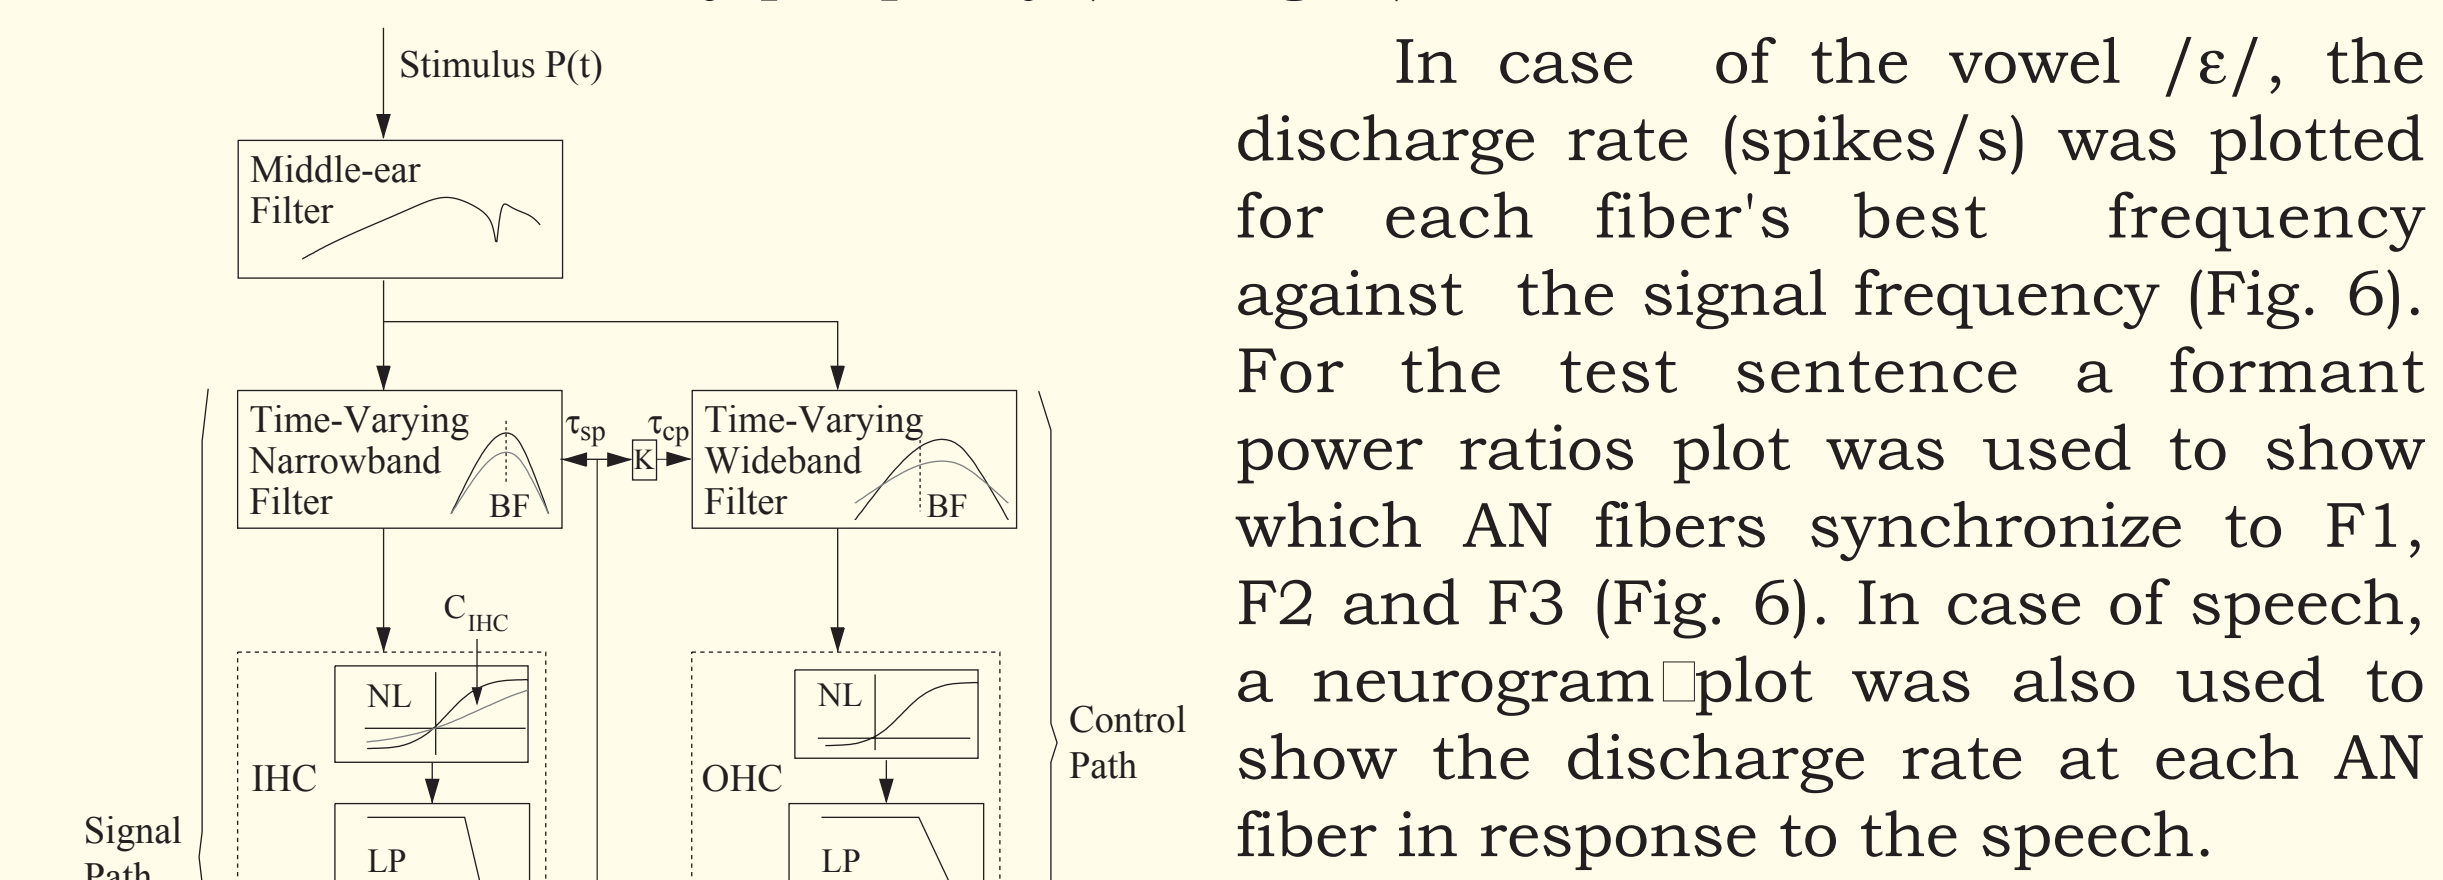 Stimulus P(t)
Middle-ear
Filter
Time-Varying
Narrowband
Filter
BF
τsp
K
τcp
Time-Varying
Wideband
Filter
BF
CIHC
NL
IHC
LP
NL
OHC
LP
Control
Path
Signal
Path
In case of the vowel /ε/, the
discharge rate (spikes/s) was plotted
for each fiber's best frequency
against the signal frequency (Fig. 6).
For the test sentence a formant
power ratios plot was used to show
which AN fibers synchronize to F1,
F2 and F3 (Fig. 6). In case of speech,
a neurogram□plot was also used to
show the discharge rate at each AN
fiber in response to the speech.